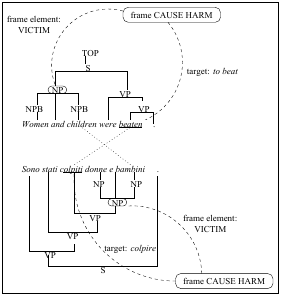 frame CAUSE HARM
frame element:
VICTIM
TOP
S
target: to beat
NP
VP
NPB NPB
VP
Women and children were beaten .
Sono stati colpiti donne e bambini .
NP NP
NP
frame element:
VICTIM
VP
VP
target: colpire
VP
S
frame CAUSE HARM